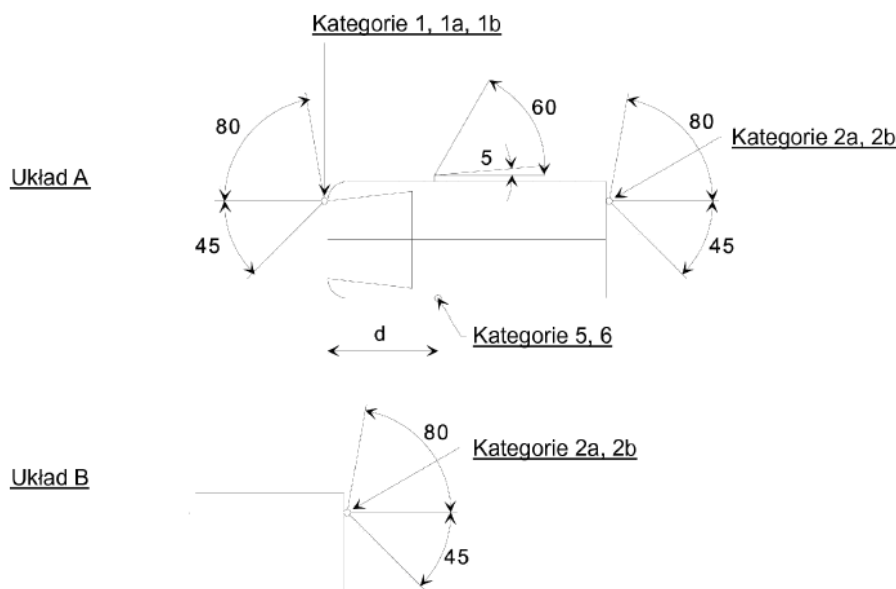 Kategorie 1, 1a, 1b
80
60
80
5
Kategorie 2a, 2b
Układ A
45
45
d
Kategorie 5, 6
80
Kategorie 2a, 2b
Układ B
45